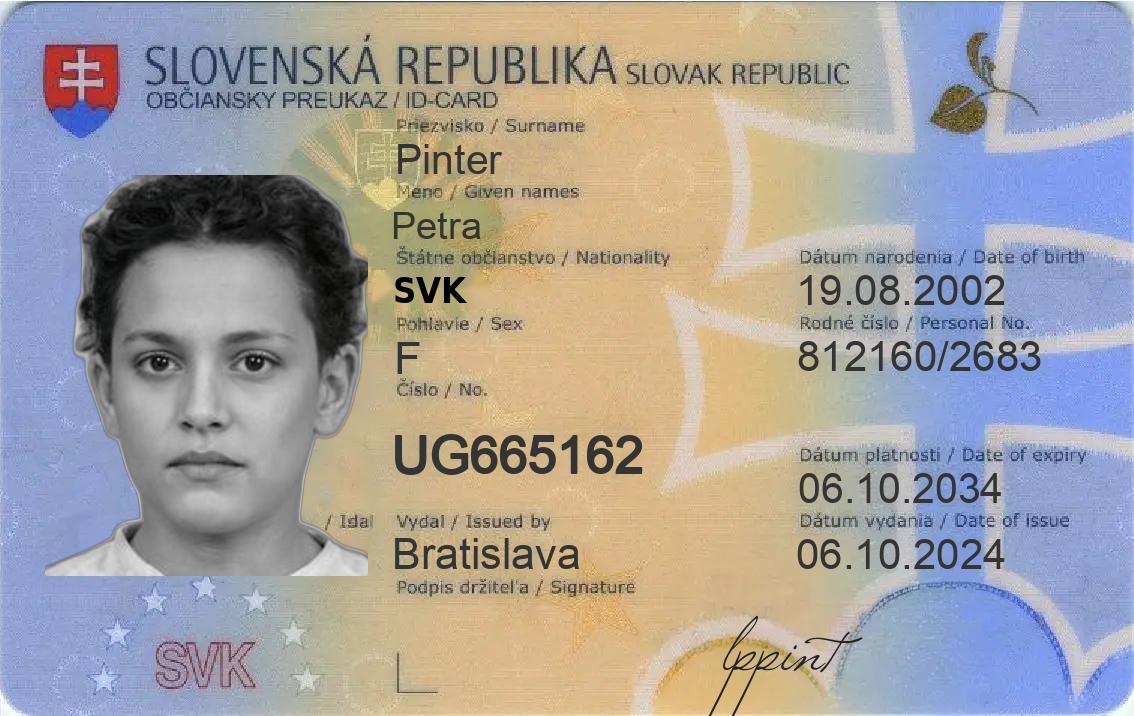 SLOVENSKÁ REPUBLIKA SLOVAK REPUBLIC
OBČIANSKY PREUKAZ / ID-CARD
Priezvisko / Surname
Pinter
Meno / Given names
Petra
Štátne občianstvo / Nationality
SVK
Dátum narodenia / Date of birth
19.08.2002
Pohlavie / Sex
F
Rodné číslo / Personal No.
812160/2683
Číslo / No.
UG665162
Dátum platnosti / Date of expiry
06.10.2034
/ Isdal
Vydal / Issued by
Bratislava
Dátum vydania / Date of issue
06.10.2024
Podpis držiteľa / Signature
SVK
lppint